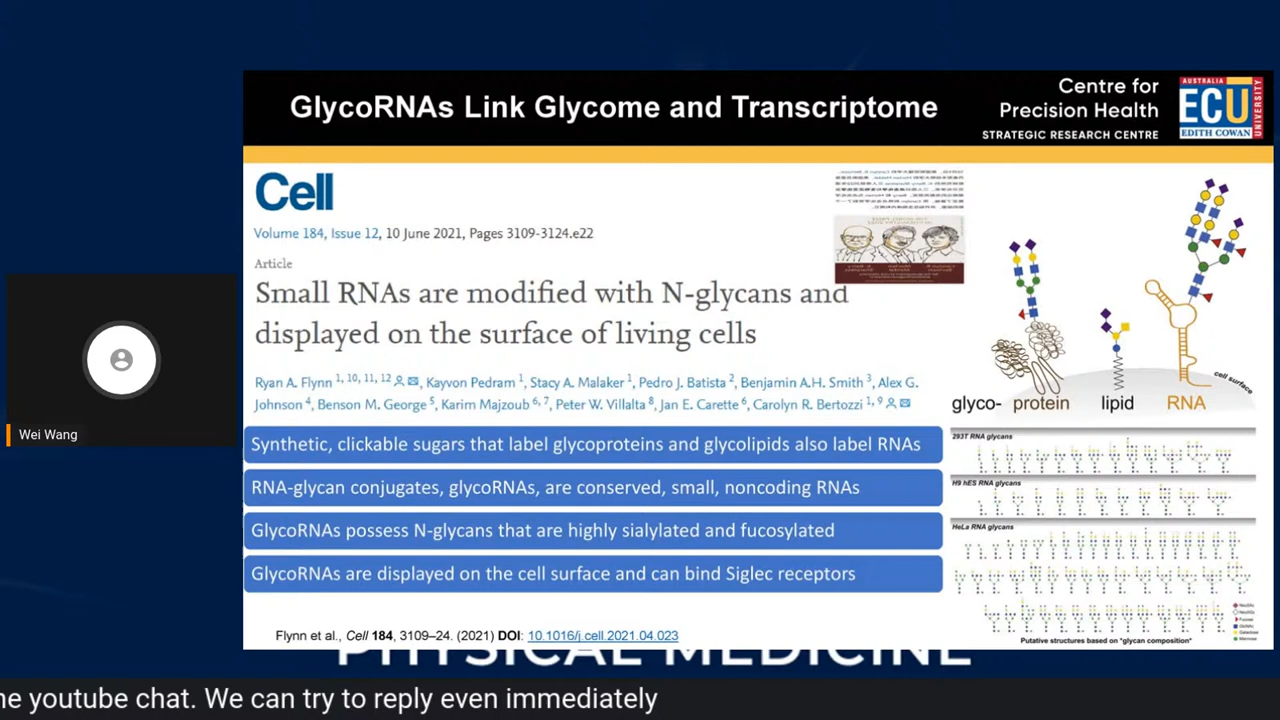 GlycoRNAs Link Glycome and Transcriptome
Centre for
Precision Health
STRATEGIC RESEARCH CENTRE
AUSTRALIA
ECU
EDITH COWAN
UNIVERSITY
Cell
Volume 184, Issue 12, 10 June 2021, Pages 3109-3124.e22
Article
Small RNAs are modified with N-glycans and
displayed on the surface of living cells
Ryan A. Flynn 1, 10, 11, 12, Kayvon Pedram 1, Stacy A. Malaker 1, Pedro J. Batista 2, Benjamin A.H. Smith 3, Alex G.
Johnson 4, Benson M. George 5, Karim Majzoub 6, 7, Peter W. Villalta 8, Jan E. Carette 6, Carolyn R. Bertozzi 1, 9
Synthetic, clickable sugars that label glycoproteins and glycolipids also label RNAs
RNA-glycan conjugates, glycoRNAs, are conserved, small, noncoding RNAs
GlycoRNAs possess N-glycans that are highly sialylated and fucosylated
GlycoRNAs are displayed on the cell surface and can bind Siglec receptors
Flynn et al., Cell 184, 3109–24. (2021) DOI: 10.1016/j.cell.2021.04.023
cell surface
glyco- protein lipid RNA
293T RNA glycans
H9 hES RNA glycans
HeLa RNA glycans
Putative structures based on "glycan composition"
Wei Wang
PHYSICAL MEDICINE
he youtube chat. We can try to reply even immediately